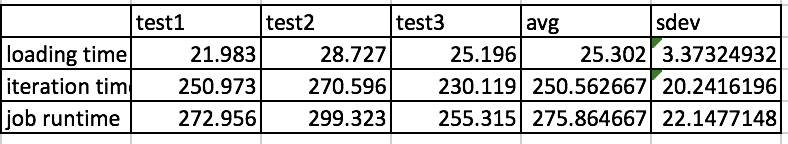 test1 test2 test3 avg sdev
loading time 21.983 28.727 25.196 25.302 3.37324932
iteration tim 250.973 270.596 230.119 250.562667 20.2416196
job runtime 272.956 299.323 255.315 275.864667 22.1477148